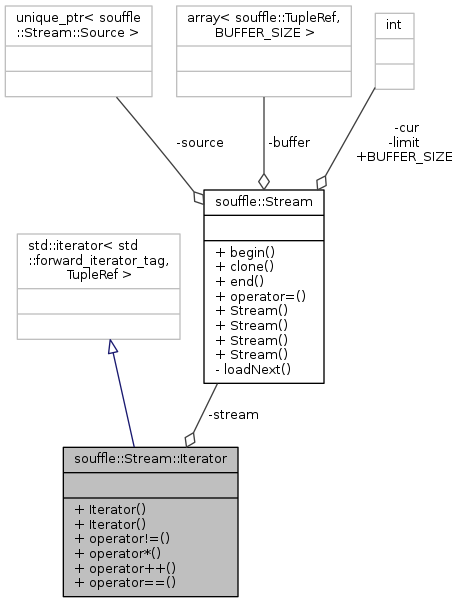 unique_ptr< souffle
::Stream::Source >
array< souffle::TupleRef,
BUFFER_SIZE >
int
-source
-buffer
-cur
-limit
+BUFFER_SIZE
souffle::Stream
+ begin()
+ clone()
+ end()
+ operator=()
+ Stream()
+ Stream()
+ Stream()
+ Stream()
- loadNext()
std::iterator< std
::forward_iterator_tag,
TupleRef >
-stream
souffle::Stream::Iterator
+ Iterator()
+ Iterator()
+ operator!=()
+ operator*()
+ operator++()
+ operator==()